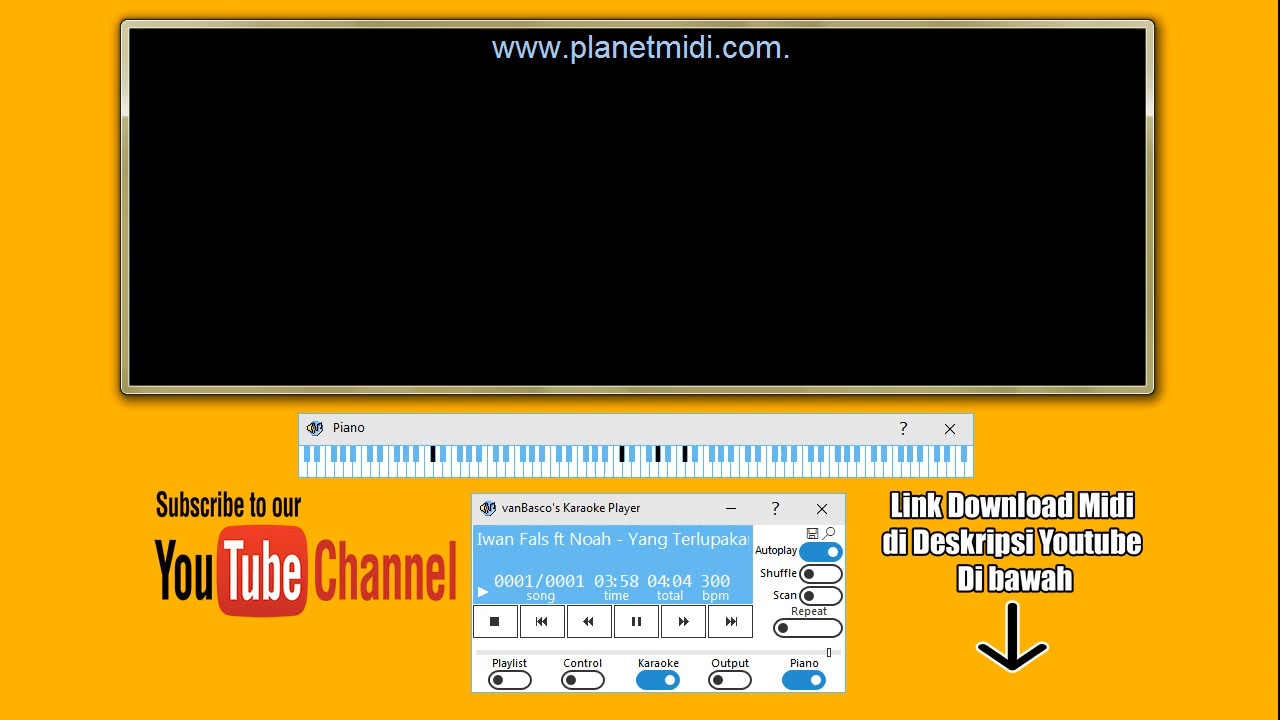 www.planetmidi.com.
Piano
?
Subscribe to our
YouTube Channel
vanBasco's Karaoke Player
?
Iwan Fals ft Noah - Yang Terlupaka
0001/0001 03:58 04:04 300
song time total bpm
Autoplay
Shuffle
Scan
Repeat
Playlist Control Karaoke Output Piano
Link Download Midi
di Deskripsi Youtube
Di bawah